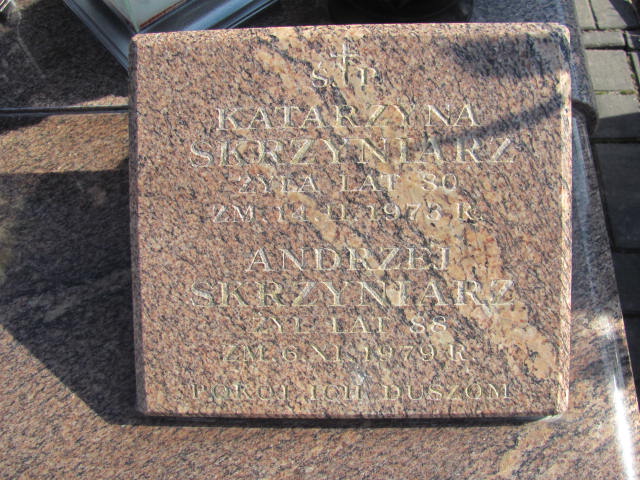 Ś. P.
KATARZYNA
SKRZYNIARZ
ŻYŁA LAT 80
ZM. 14. II. 1975 R.
ANDRZEJ
SKRZYNIARZ
ŻYŁ LAT 88
ZM. 6. XI. 1979 R.
POKÓJ ICH DUSZOM